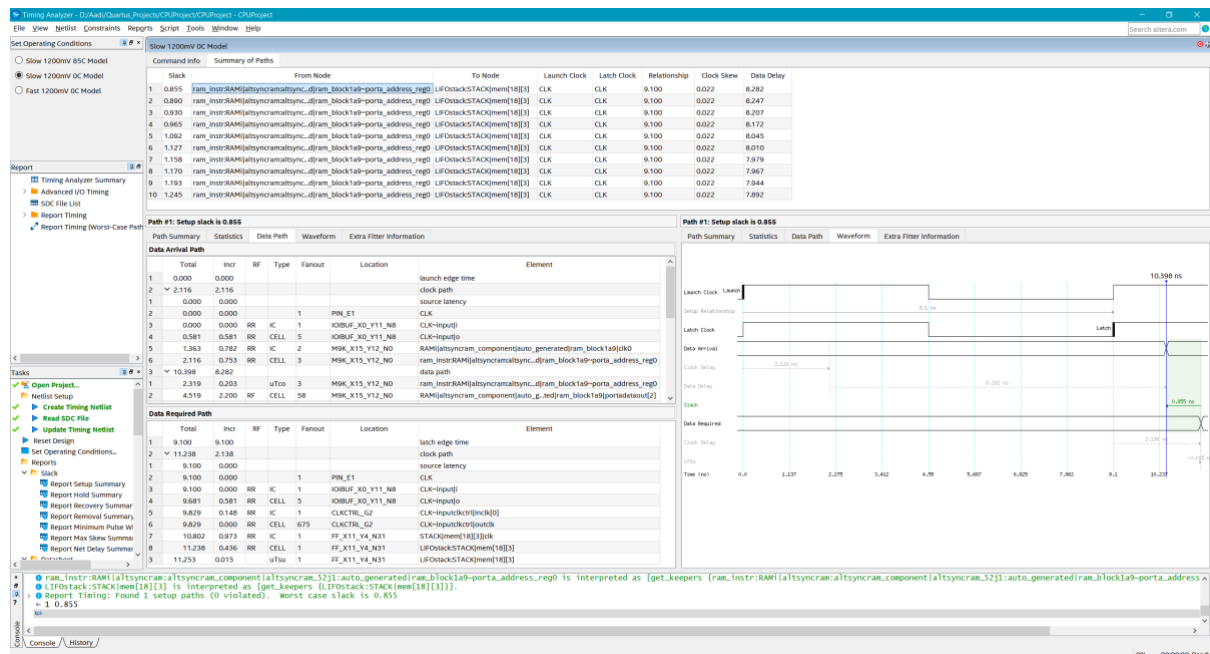 Timing Analyzer - D:/Aadi/Quartus_Projects/CPUProject/CPUProject - CPUProject
File View Netlist Constraints Reports Script Tools Window Help
Search altera.com
Set Operating Conditions
Slow 1200mV 85C Model
Slow 1200mV 0C Model
Fast 1200mV 0C Model
Report
Timing Analyzer Summary
Advanced I/O Timing
SDC File List
Report Timing
Report Timing (Worst-Case Path
Tasks
Open Project...
Netlist Setup
Create Timing Netlist
Read SDC File
Update Timing Netlist
Reset Design
Set Operating Conditions...
Reports
Slack
Report Setup Summary
Report Hold Summary
Report Recovery Summar
Report Removal Summary
Report Minimum Pulse Wi
Report Max Skew Summar
Report Net Delay Summar
Datasheet
Slow 1200mV 0C Model
Command Info Summary of Paths
Slack From Node To Node Launch Clock Latch Clock Relationship Clock Skew Data Delay
1 0.855 ram_instr:RAMi|altsyncram:altsync...d|ram_block1a9~porta_address_reg0 LIFOstack:STACK|mem[18][3] CLK CLK 9.100 0.022 8.282
2 0.890 ram_instr:RAMi|altsyncram:altsync...d|ram_block1a9~porta_address_reg0 LIFOstack:STACK|mem[18][3] CLK CLK 9.100 0.022 8.247
3 0.930 ram_instr:RAMi|altsyncram:altsync...d|ram_block1a9~porta_address_reg0 LIFOstack:STACK|mem[18][3] CLK CLK 9.100 0.022 8.207
4 0.965 ram_instr:RAMi|altsyncram:altsync...d|ram_block1a9~porta_address_reg0 LIFOstack:STACK|mem[18][3] CLK CLK 9.100 0.022 8.172
5 1.092 ram_instr:RAMi|altsyncram:altsync...d|ram_block1a9~porta_address_reg0 LIFOstack:STACK|mem[18][3] CLK CLK 9.100 0.022 8.045
6 1.127 ram_instr:RAMi|altsyncram:altsync...d|ram_block1a9~porta_address_reg0 LIFOstack:STACK|mem[18][3] CLK CLK 9.100 0.022 8.010
7 1.158 ram_instr:RAMi|altsyncram:altsync...d|ram_block1a9~porta_address_reg0 LIFOstack:STACK|mem[18][3] CLK CLK 9.100 0.022 7.979
8 1.170 ram_instr:RAMi|altsyncram:altsync...d|ram_block1a9~porta_address_reg0 LIFOstack:STACK|mem[18][3] CLK CLK 9.100 0.022 7.967
9 1.193 ram_instr:RAMi|altsyncram:altsync...d|ram_block1a9~porta_address_reg0 LIFOstack:STACK|mem[18][3] CLK CLK 9.100 0.022 7.944
10 1.245 ram_instr:RAMi|altsyncram:altsync...d|ram_block1a9~porta_address_reg0 LIFOstack:STACK|mem[18][3] CLK CLK 9.100 0.022 7.892
Path #1: Setup slack is 0.855
Path Summary Statistics Data Path Waveform Extra Fitter Information
Data Arrival Path
Total Incr RF Type Fanout Location Element
1 0.000 0.000 launch edge time
2 2.116 2.116 clock path
1 0.000 0.000 source latency
2 0.000 0.000 1 PIN_E1 CLK
3 0.000 0.000 RR IC 1 IOIBUF_X0_Y11_N8 CLK~input|i
4 0.581 0.581 RR CELL 5 IOIBUF_X0_Y11_N8 CLK~input|o
5 1.363 0.782 RR IC 2 M9K_X15_Y12_N0 RAMi|altsyncram_component|auto_generated|ram_block1a9|clk0
6 2.116 0.753 RR CELL 3 M9K_X15_Y12_N0 ram_instr:RAMi|altsyncram:altsync...d|ram_block1a9~porta_address_reg0
3 10.398 8.282 data path
1 2.319 0.203 uTco 3 M9K_X15_Y12_N0 ram_instr:RAMi|altsyncram:altsync...d|ram_block1a9~porta_address_reg0
2 4.519 2.200 RF CELL 58 M9K_X15_Y12_N0 RAMi|altsyncram_component|auto_g...ted|ram_block1a9|portadataout[2]
Data Required Path
Total Incr RF Type Fanout Location Element
1 9.100 9.100 latch edge time
2 11.238 2.138 clock path
1 9.100 0.000 source latency
2 9.100 0.000 1 PIN_E1 CLK
3 9.100 0.000 RR IC 1 IOIBUF_X0_Y11_N8 CLK~input|i
4 9.681 0.581 RR CELL 5 IOIBUF_X0_Y11_N8 CLK~input|o
5 9.829 0.148 RR IC 1 CLKCTRL_G2 CLK~inputclkctrl|inclk[0]
6 9.829 0.000 RR CELL 675 CLKCTRL_G2 CLK~inputclkctrl|outclk
7 10.802 0.973 RR IC 1 FF_X11_Y4_N31 STACK|mem[18][3]|clk
8 11.238 0.436 RR CELL 1 FF_X11_Y4_N31 LIFOstack:STACK|mem[18][3]
3 11.253 0.015 uTsu 1 FF_X11_Y4_N31 LIFOstack:STACK|mem[18][3]
Path #1: Setup slack is 0.855
Path Summary Statistics Data Path Waveform Extra Fitter Information
10.398 ns
Launch Clock Launch
Setup Relationship 9.1 ns
Latch Clock Latch
Data Arrival
Clock Delay
Data Delay 8.282 ns
Slack 0.855 ns
Data Required
Clock Delay 2.138 ns
uTsu
Time (ns) 0.0 1.137 2.275 3.412 4.55 5.687 6.825 7.962 9.1 10.237
ram_instr:RAMi|altsyncram:altsyncram_component|altsyncram_52j1:auto_generated|ram_block1a9~porta_address_reg0 is interpreted as [get_keepers {ram_instr:RAMi|altsyncram:altsyncram_component|altsyncram_52j1:auto_generated|ram_block1a9~porta_address
LIFOstack:STACK|mem[18][3] is interpreted as [get_keepers {LIFOstack:STACK|mem[18][3]}].
Report Timing: Found 1 setup paths (0 violated). Worst case slack is 0.855
1 0.855
tcl>
Console
Console History